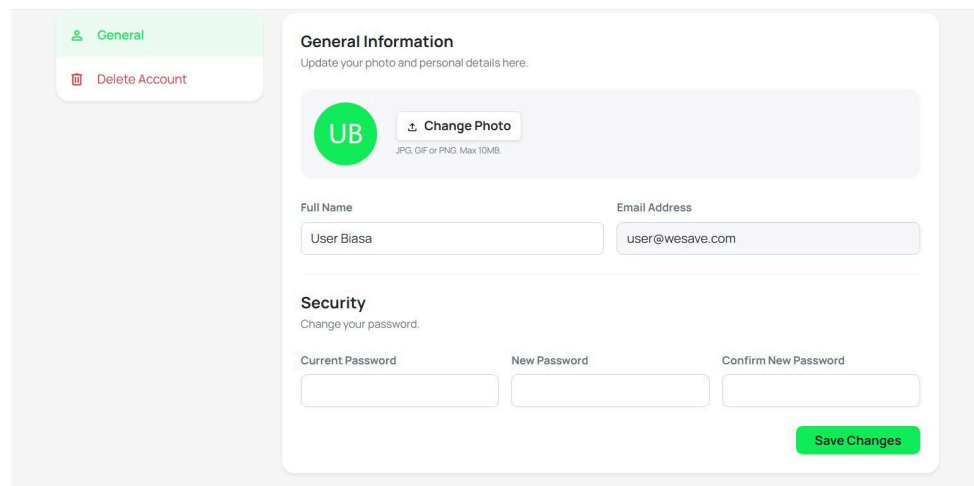 General
Delete Account
General Information
Update your photo and personal details here.
UB
Change Photo
JPG, GIF or PNG. Max 10MB.
Full Name
Email Address
User Biasa
user@wesave.com
Security
Change your password.
Current Password
New Password
Confirm New Password
Save Changes